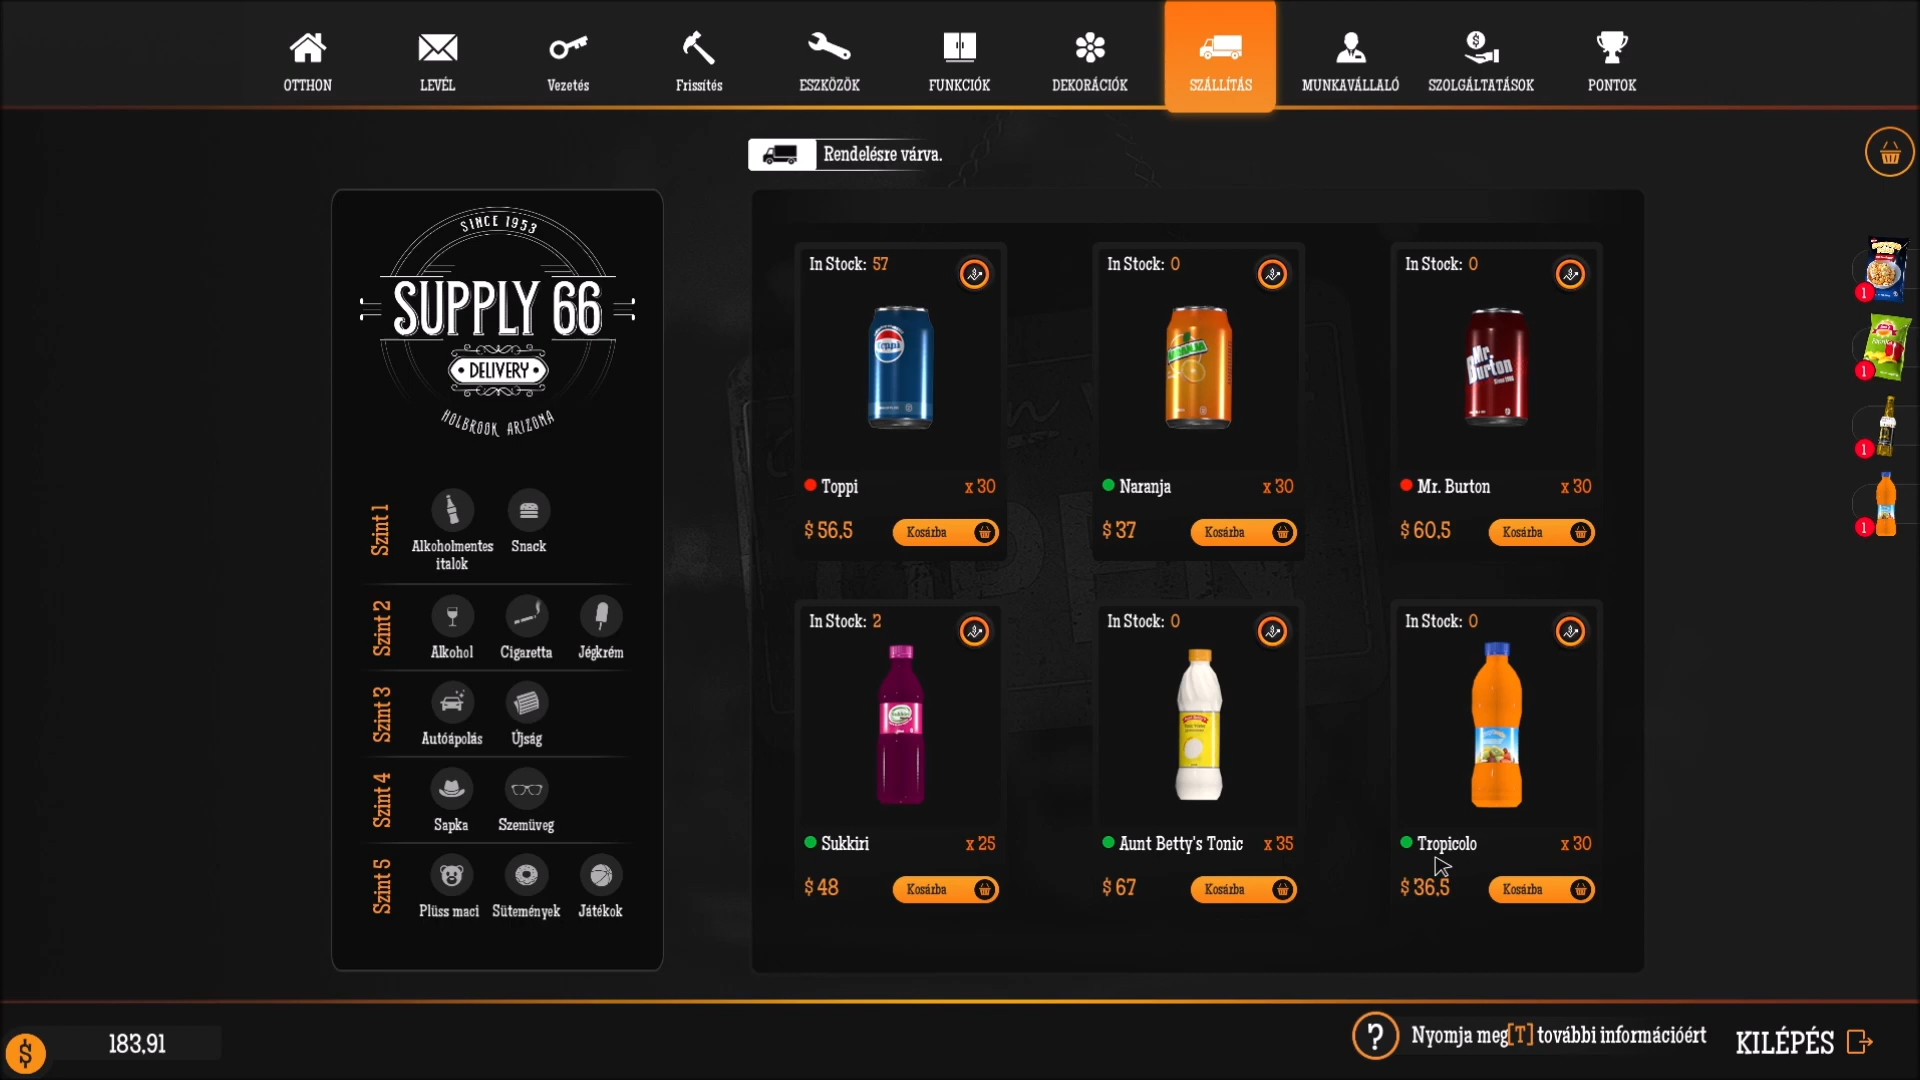 OTTHON
LEVÉL
Vezetés
Frissítés
ESZKÖZÖK
FUNKCIÓK
DEKORÁCIÓK
SZÁLLÍTÁS
MUNKAVÁLLALÓ
SZOLGÁLTATÁSOK
PONTOK
Rendelésre várva.
SINCE 1953
SUPPLY 66
DELIVERY
HOLBROOK, ARIZONA
Szint 1
Alkoholmentes
italok
Snack
Szint 2
Alkohol
Cigaretta
Jégkrém
Szint 3
Autóápolás
Újság
Szint 4
Sapka
Szemüveg
Szint 5
Plüss maci
Sütemények
Játékok
In Stock: 57
Toppi
x 30
$ 56,5
Kosárba
In Stock: 0
NARANJA
Naranja
x 30
$ 37
Kosárba
In Stock: 0
Mr.
Burton
Mr. Burton
x 30
$ 60,5
Kosárba
In Stock: 2
Sukkiri
x 25
$ 48
Kosárba
In Stock: 0
Aunt Betty's Tonic
x 35
$ 67
Kosárba
In Stock: 0
Tropicolo
x 30
$ 36,5
Kosárba
1
1
1
1
$ 183,91
? Nyomja meg[T] további információért
KILÉPÉS